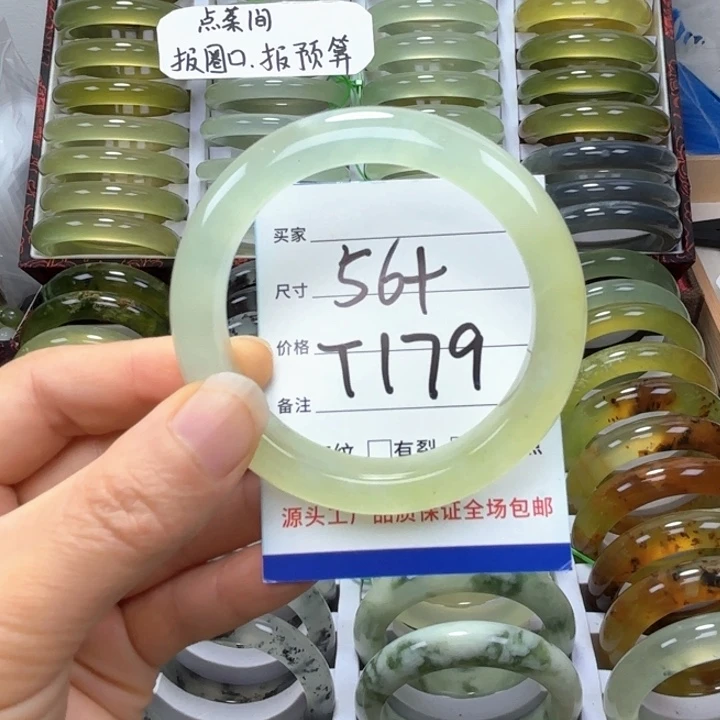 点菜间
报圈口.报预算
买家
尺寸 56+
价格 T179
备注
纹 □有裂
源头工厂品质保证全场包邮